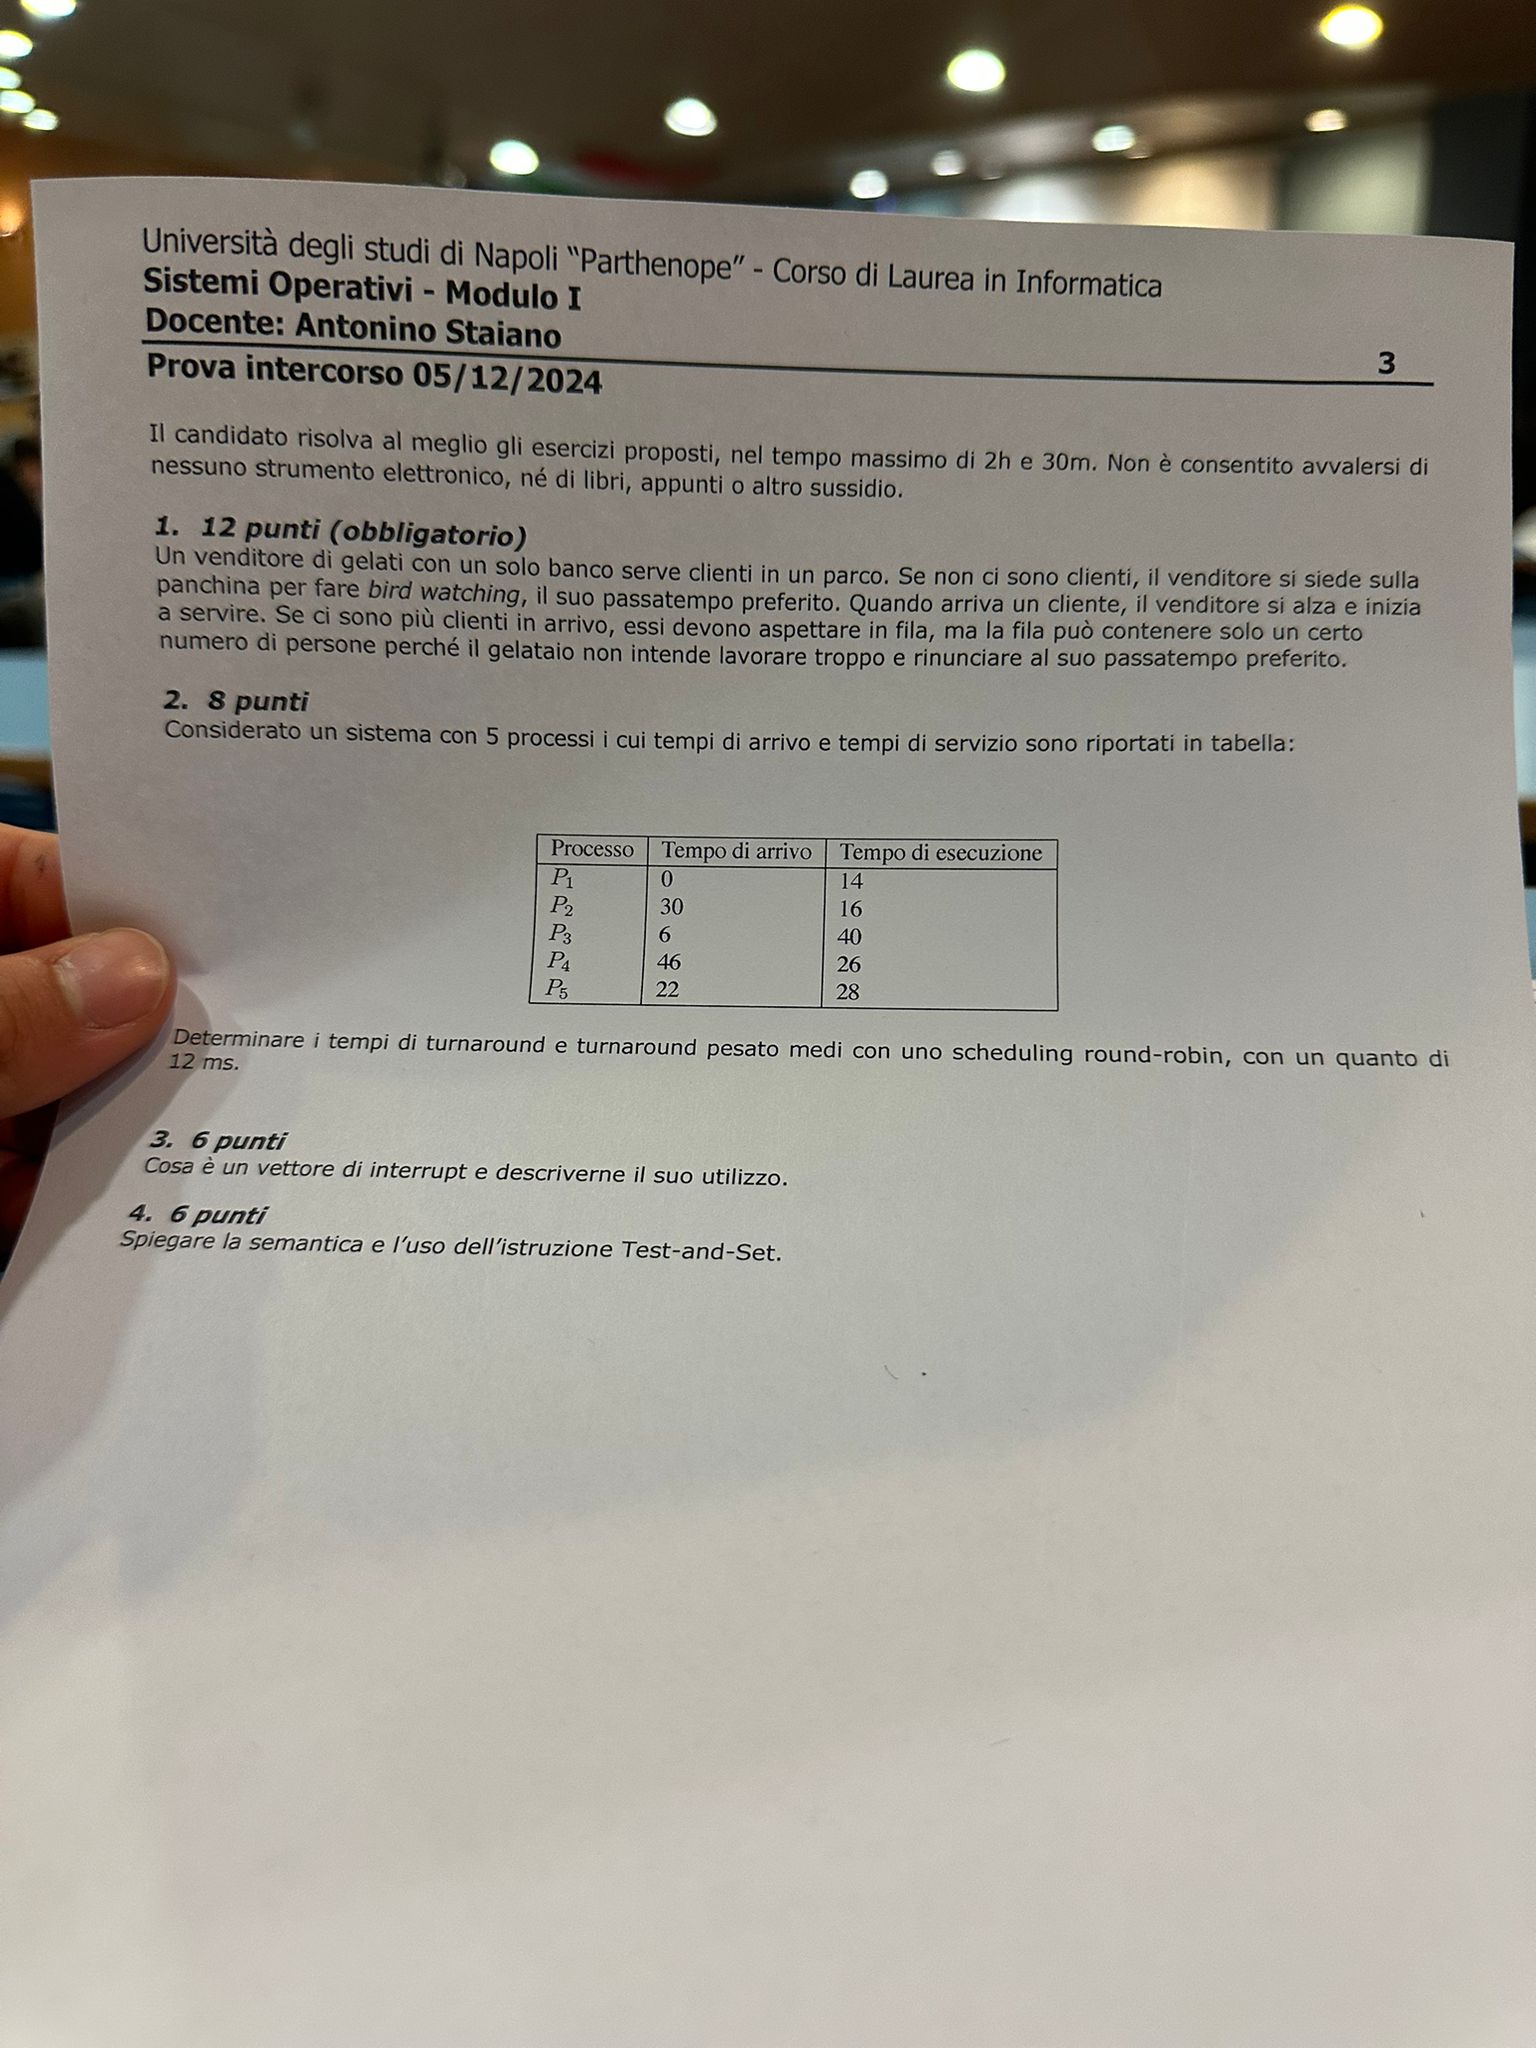 Università degli studi di Napoli “Parthenope” - Corso di Laurea in Informatica
Sistemi Operativi - Modulo I
Docente: Antonino Staiano
3
Prova intercorso 05/12/2024
Il candidato risolva al meglio gli esercizi proposti, nel tempo massimo di 2h e 30m. Non è consentito avvalersi di
nessuno strumento elettronico, né di libri, appunti o altro sussidio.
1. 12 punti (obbligatorio)
Un venditore di gelati con un solo banco serve clienti in un parco. Se non ci sono clienti, il venditore si siede sulla
panchina per fare bird watching, il suo passatempo preferito. Quando arriva un cliente, il venditore si alza e inizia
a servire. Se ci sono più clienti in arrivo, essi devono aspettare in fila, ma la fila può contenere solo un certo
numero di persone perché il gelataio non intende lavorare troppo e rinunciare al suo passatempo preferito.
2. 8 punti
Considerato un sistema con 5 processi i cui tempi di arrivo e tempi di servizio sono riportati in tabella:
Processo Tempo di arrivo Tempo di esecuzione
P1 0 14
P2 30 16
P3 6 40
P4 46 26
P5 22 28
Determinare i tempi di turnaround e turnaround pesato medi con uno scheduling round-robin, con un quanto di
12 ms.
3. 6 punti
Cosa è un vettore di interrupt e descriverne il suo utilizzo.
4. 6 punti
Spiegare la semantica e l’uso dell’istruzione Test-and-Set.